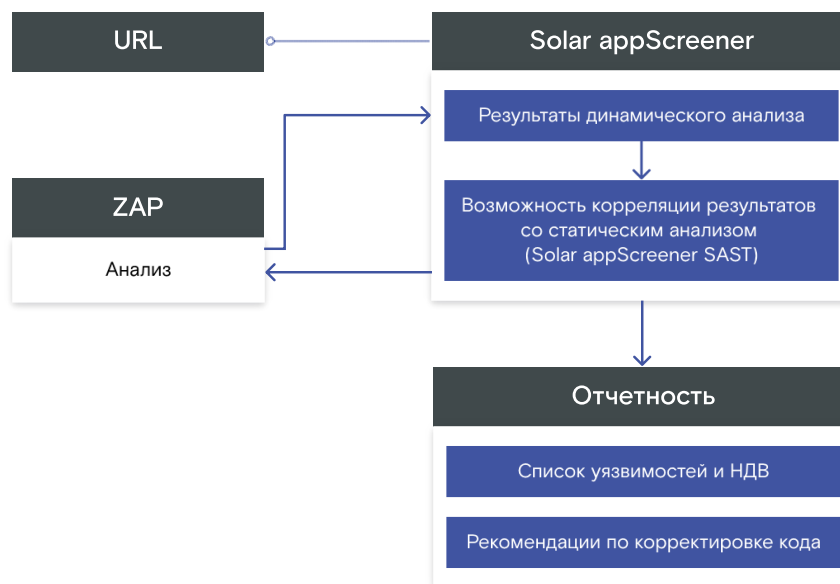 URL
Solar appScreener
Результаты динамического анализа
ZAP
Анализ
Возможность корреляции результатов
со статическим анализом
(Solar appScreener SAST)
Отчетность
Список уязвимостей и НДВ
Рекомендации по корректировке кода